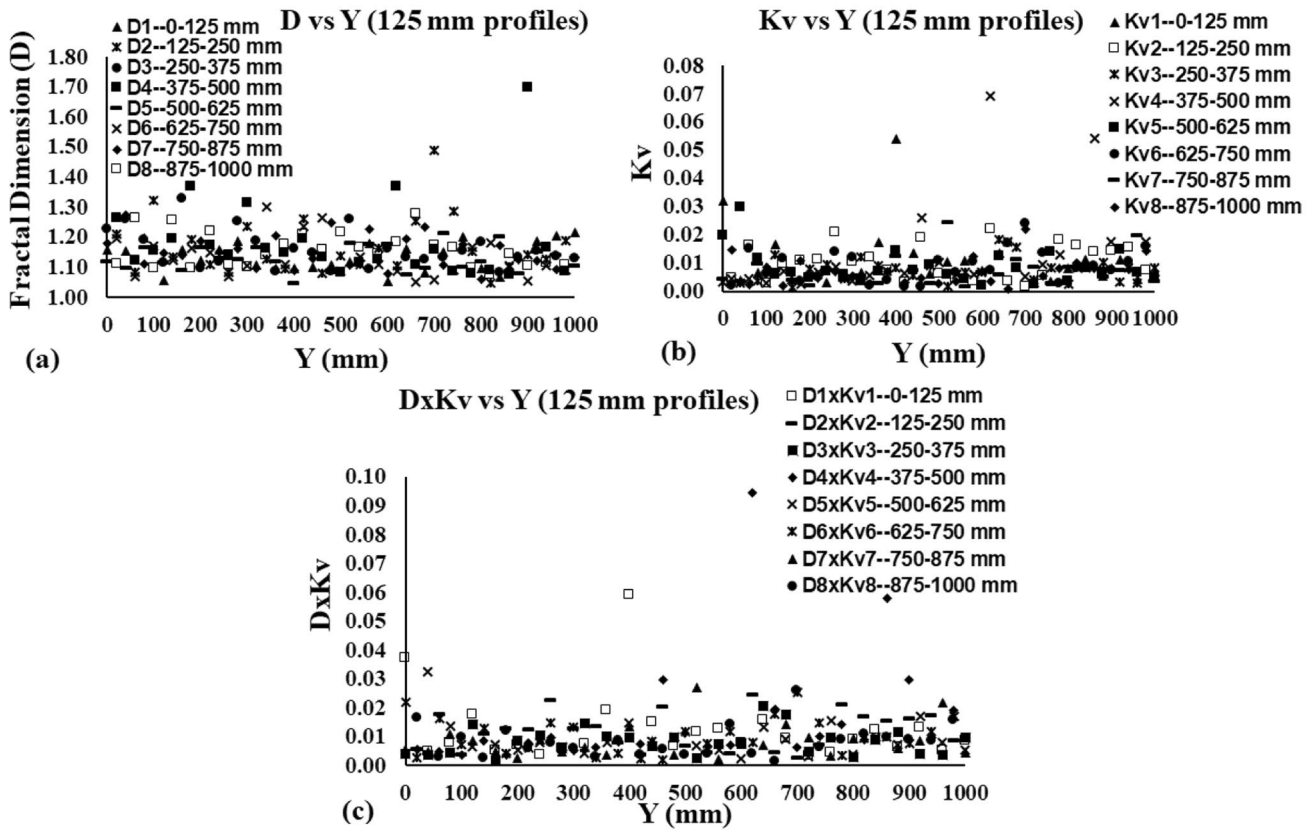 D vs Y (125 mm profiles)
D1--0-125 mm
D2--125-250 mm
D3--250-375 mm
D4--375-500 mm
D5--500-625 mm
D6--625-750 mm
D7--750-875 mm
D8--875-1000 mm
Fractal Dimension (D)
1.80
1.70
1.60
1.50
1.40
1.30
1.20
1.10
1.00
0 100 200 300 400 500 600 700 800 900 1000
Y (mm)
(a)
Kv vs Y (125 mm profiles)
Kv1--0-125 mm
Kv2--125-250 mm
Kv3--250-375 mm
Kv4--375-500 mm
Kv5--500-625 mm
Kv6--625-750 mm
Kv7--750-875 mm
Kv8--875-1000 mm
Kv
0.08
0.07
0.06
0.05
0.04
0.03
0.02
0.01
0.00
0 100 200 300 400 500 600 700 800 900 1000
Y (mm)
(b)
DxKv vs Y (125 mm profiles)
D1xKv1--0-125 mm
D2xKv2--125-250 mm
D3xKv3--250-375 mm
D4xKv4--375-500 mm
D5xKv5--500-625 mm
D6xKv6--625-750 mm
D7xKv7--750-875 mm
D8xKv8--875-1000 mm
DxKv
0.10
0.09
0.08
0.07
0.06
0.05
0.04
0.03
0.02
0.01
0.00
0 100 200 300 400 500 600 700 800 900 1000
Y (mm)
(c)